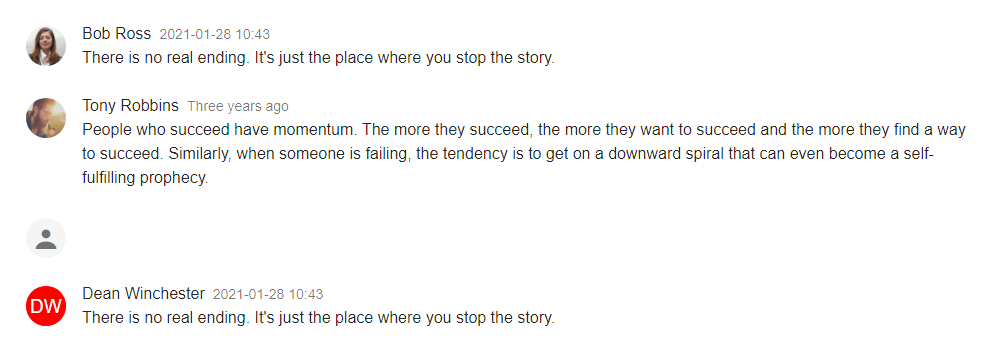 Bob Ross 2021-01-28 10:43
There is no real ending. It's just the place where you stop the story.
Tony Robbins Three years ago
People who succeed have momentum. The more they succeed, the more they want to succeed and the more they find a way
to succeed. Similarly, when someone is failing, the tendency is to get on a downward spiral that can even become a self-
fulfilling prophecy.
DW Dean Winchester 2021-01-28 10:43
There is no real ending. It's just the place where you stop the story.